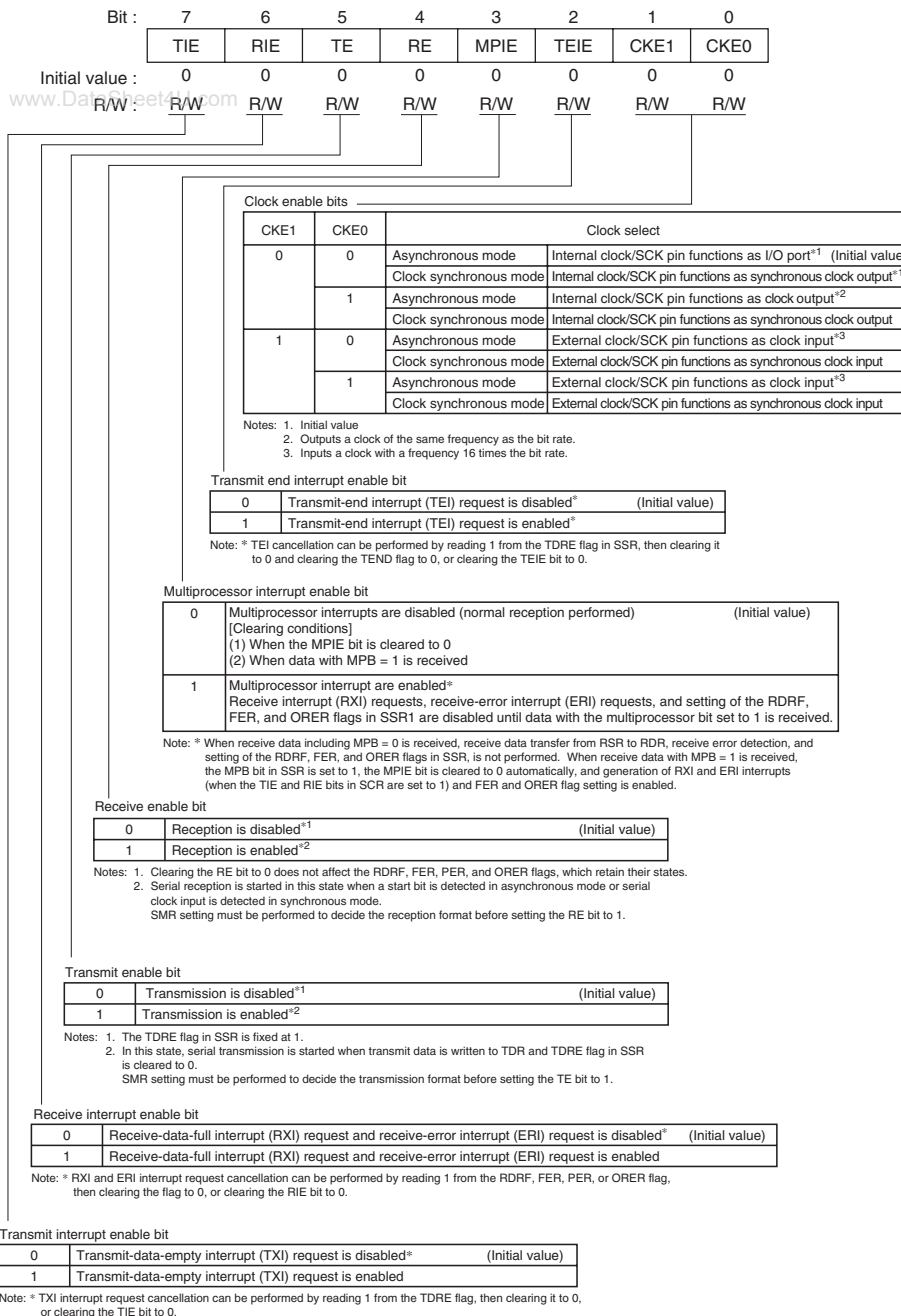 Bit : 7 6 5 4 3 2 1 0
TIE RIE TE RE MPIE TEIE CKE1 CKE0
Initial value : 0 0 0 0 0 0 0 0
www.DataSheet4U.com
R/W : R/W R/W R/W R/W R/W R/W R/W R/W
Clock enable bits
CKE1 CKE0 Clock select
0 0 Asynchronous mode Internal clock/SCK pin functions as I/O port*1 (Initial value
Clock synchronous mode Internal clock/SCK pin functions as synchronous clock output*1
1 Asynchronous mode Internal clock/SCK pin functions as clock output*2
Clock synchronous mode Internal clock/SCK pin functions as synchronous clock output
1 0 Asynchronous mode External clock/SCK pin functions as clock input*3
Clock synchronous mode External clock/SCK pin functions as synchronous clock input
1 Asynchronous mode External clock/SCK pin functions as clock input*3
Clock synchronous mode External clock/SCK pin functions as synchronous clock input
Notes: 1. Initial value
2. Outputs a clock of the same frequency as the bit rate.
3. Inputs a clock with a frequency 16 times the bit rate.
Transmit end interrupt enable bit
0 Transmit-end interrupt (TEI) request is disabled* (Initial value)
1 Transmit-end interrupt (TEI) request is enabled*
Note: * TEI cancellation can be performed by reading 1 from the TDRE flag in SSR, then clearing it
to 0 and clearing the TEND flag to 0, or clearing the TEIE bit to 0.
Multiprocessor interrupt enable bit
0 Multiprocessor interrupts are disabled (normal reception performed) (Initial value)
[Clearing conditions]
(1) When the MPIE bit is cleared to 0
(2) When data with MPB = 1 is received
1 Multiprocessor interrupt are enabled*
Receive interrupt (RXI) requests, receive-error interrupt (ERI) requests, and setting of the RDRF,
FER, and ORER flags in SSR1 are disabled until data with the multiprocessor bit set to 1 is received.
Note: * When receive data including MPB = 0 is received, receive data transfer from RSR to RDR, receive error detection, and
setting of the RDRF, FER, and ORER flags in SSR, is not performed. When receive data with MPB = 1 is received,
the MPB bit in SSR is set to 1, the MPIE bit is cleared to 0 automatically, and generation of RXI and ERI interrupts
(when the TIE and RIE bits in SCR are set to 1) and FER and ORER flag setting is enabled.
Receive enable bit
0 Reception is disabled*1 (Initial value)
1 Reception is enabled*2
Notes: 1. Clearing the RE bit to 0 does not affect the RDRF, FER, PER, and ORER flags, which retain their states.
2. Serial reception is started in this state when a start bit is detected in asynchronous mode or serial
clock input is detected in synchronous mode.
SMR setting must be performed to decide the reception format before setting the RE bit to 1.
Transmit enable bit
0 Transmission is disabled*1 (Initial value)
1 Transmission is enabled*2
Notes: 1. The TDRE flag in SSR is fixed at 1.
2. In this state, serial transmission is started when transmit data is written to TDR and TDRE flag in SSR
is cleared to 0.
SMR setting must be performed to decide the transmission format before setting the TE bit to 1.
Receive interrupt enable bit
0 Receive-data-full interrupt (RXI) request and receive-error interrupt (ERI) request is disabled* (Initial value)
1 Receive-data-full interrupt (RXI) request and receive-error interrupt (ERI) request is enabled
Note: * RXI and ERI interrupt request cancellation can be performed by reading 1 from the RDRF, FER, PER, or ORER flag,
then clearing the flag to 0, or clearing the RIE bit to 0.
Transmit interrupt enable bit
0 Transmit-data-empty interrupt (TXI) request is disabled* (Initial value)
1 Transmit-data-empty interrupt (TXI) request is enabled
Note: * TXI interrupt request cancellation can be performed by reading 1 from the TDRE flag, then clearing it to 0,
or clearing the TIE bit to 0.